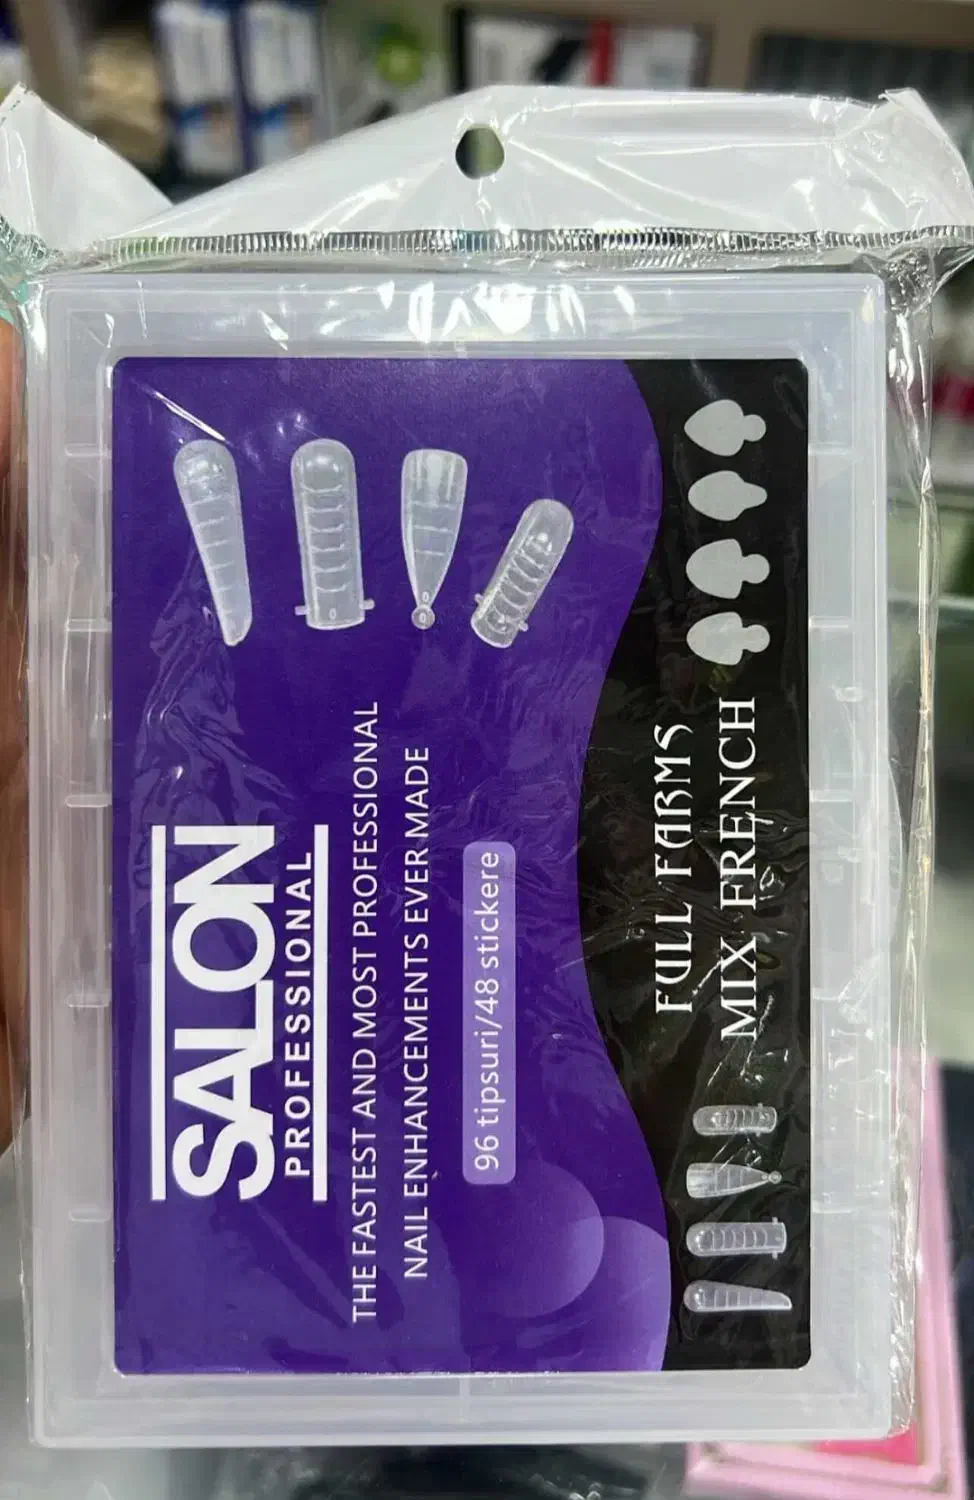 SALON
PROFESSIONAL
THE FASTEST AND MOST PROFESSIONAL
NAIL ENHANCEMENTS EVER MADE
96 tipsuri/48 stickere
FULL FARMS
MIX FRENCH